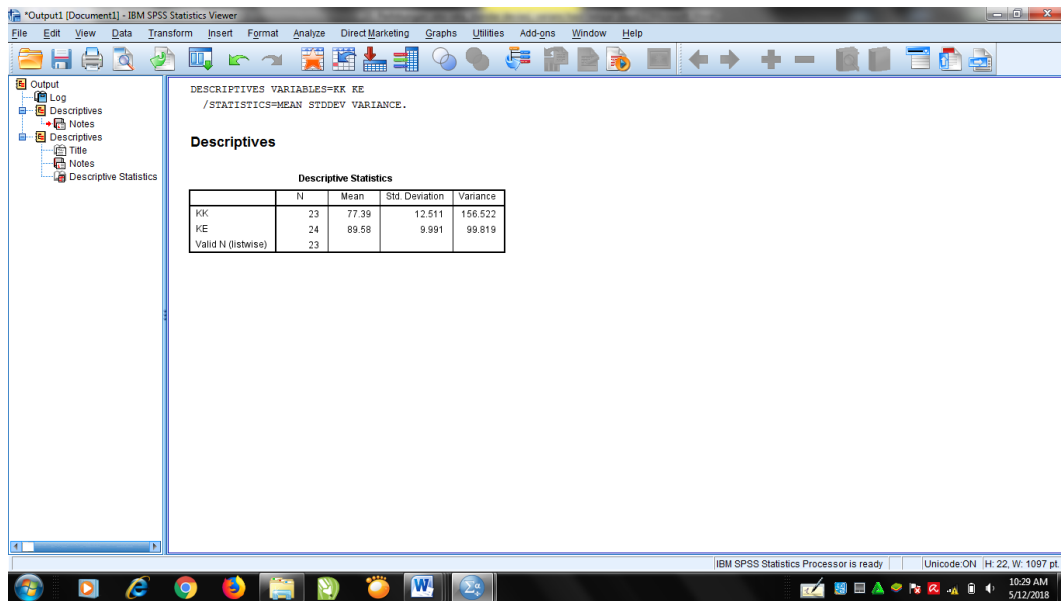 *Output1 [Document1] - IBM SPSS Statistics Viewer
File Edit View Data Transform Insert Format Analyze Direct Marketing Graphs Utilities Add-ons Window Help
Output
Log
Descriptives
Notes
Descriptives
Title
Notes
Descriptive Statistics
DESCRIPTIVES VARIABLES=KK KE
/STATISTICS=MEAN STDDEV VARIANCE.
Descriptives
Descriptive Statistics
N Mean Std. Deviation Variance
KK 23 77.39 12.511 156.522
KE 24 89.58 9.991 99.819
Valid N (listwise) 23
IBM SPSS Statistics Processor is ready Unicode:ON H: 22, W: 1097 pt.
10:29 AM
5/12/2018